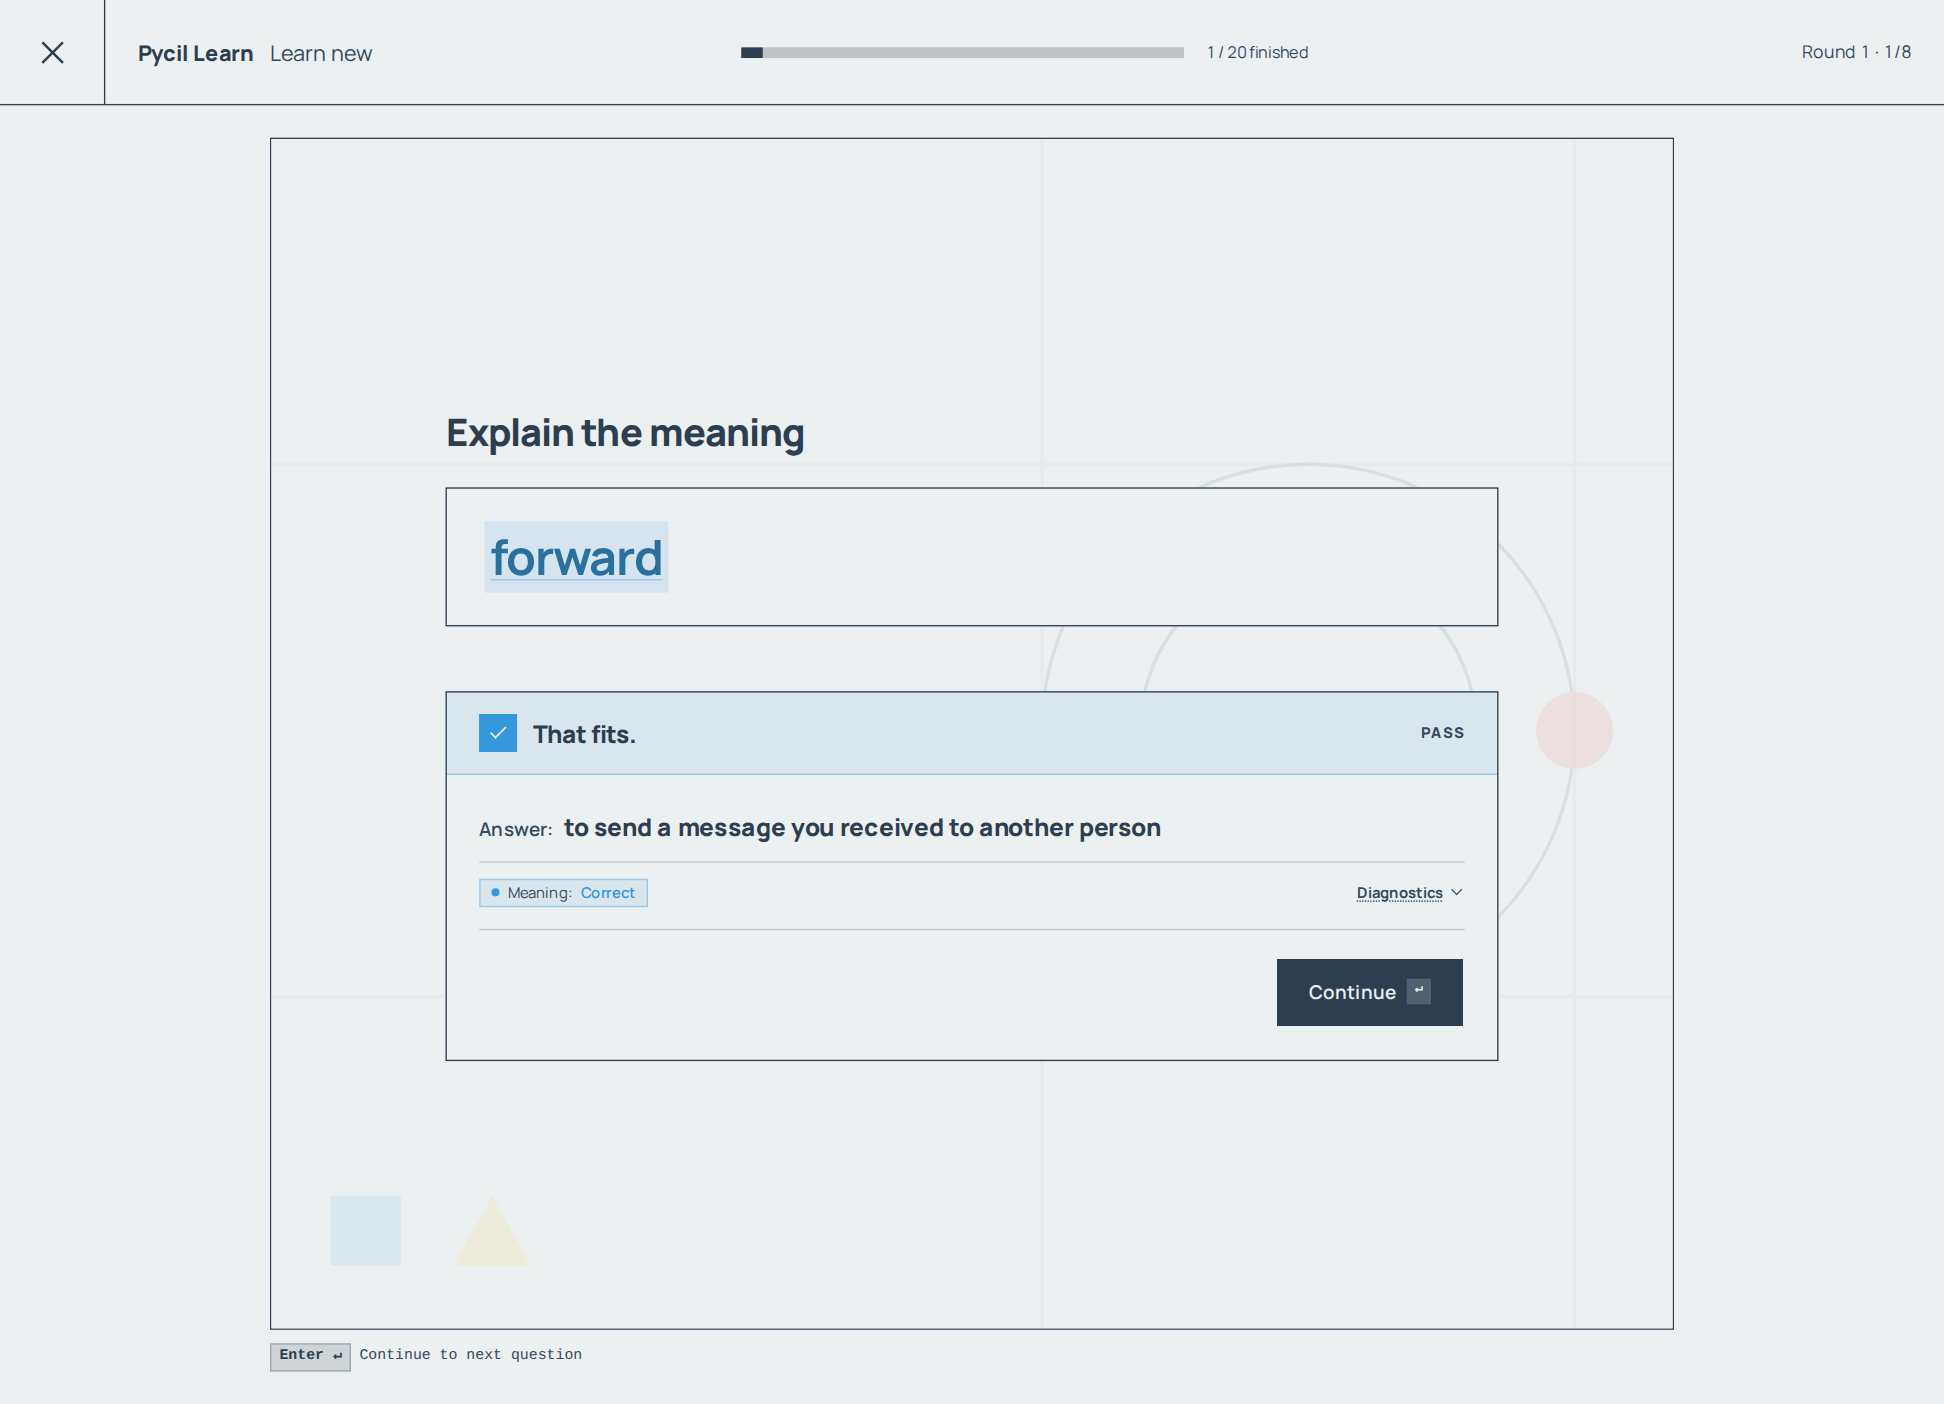 Pycil Learn Learn new
1 / 20 finished
Round 1 · 1/8
Explain the meaning
forward
That fits.
PASS
Answer: to send a message you received to another person
Meaning: Correct
Diagnostics
Continue ↵
Enter ↵ Continue to next question